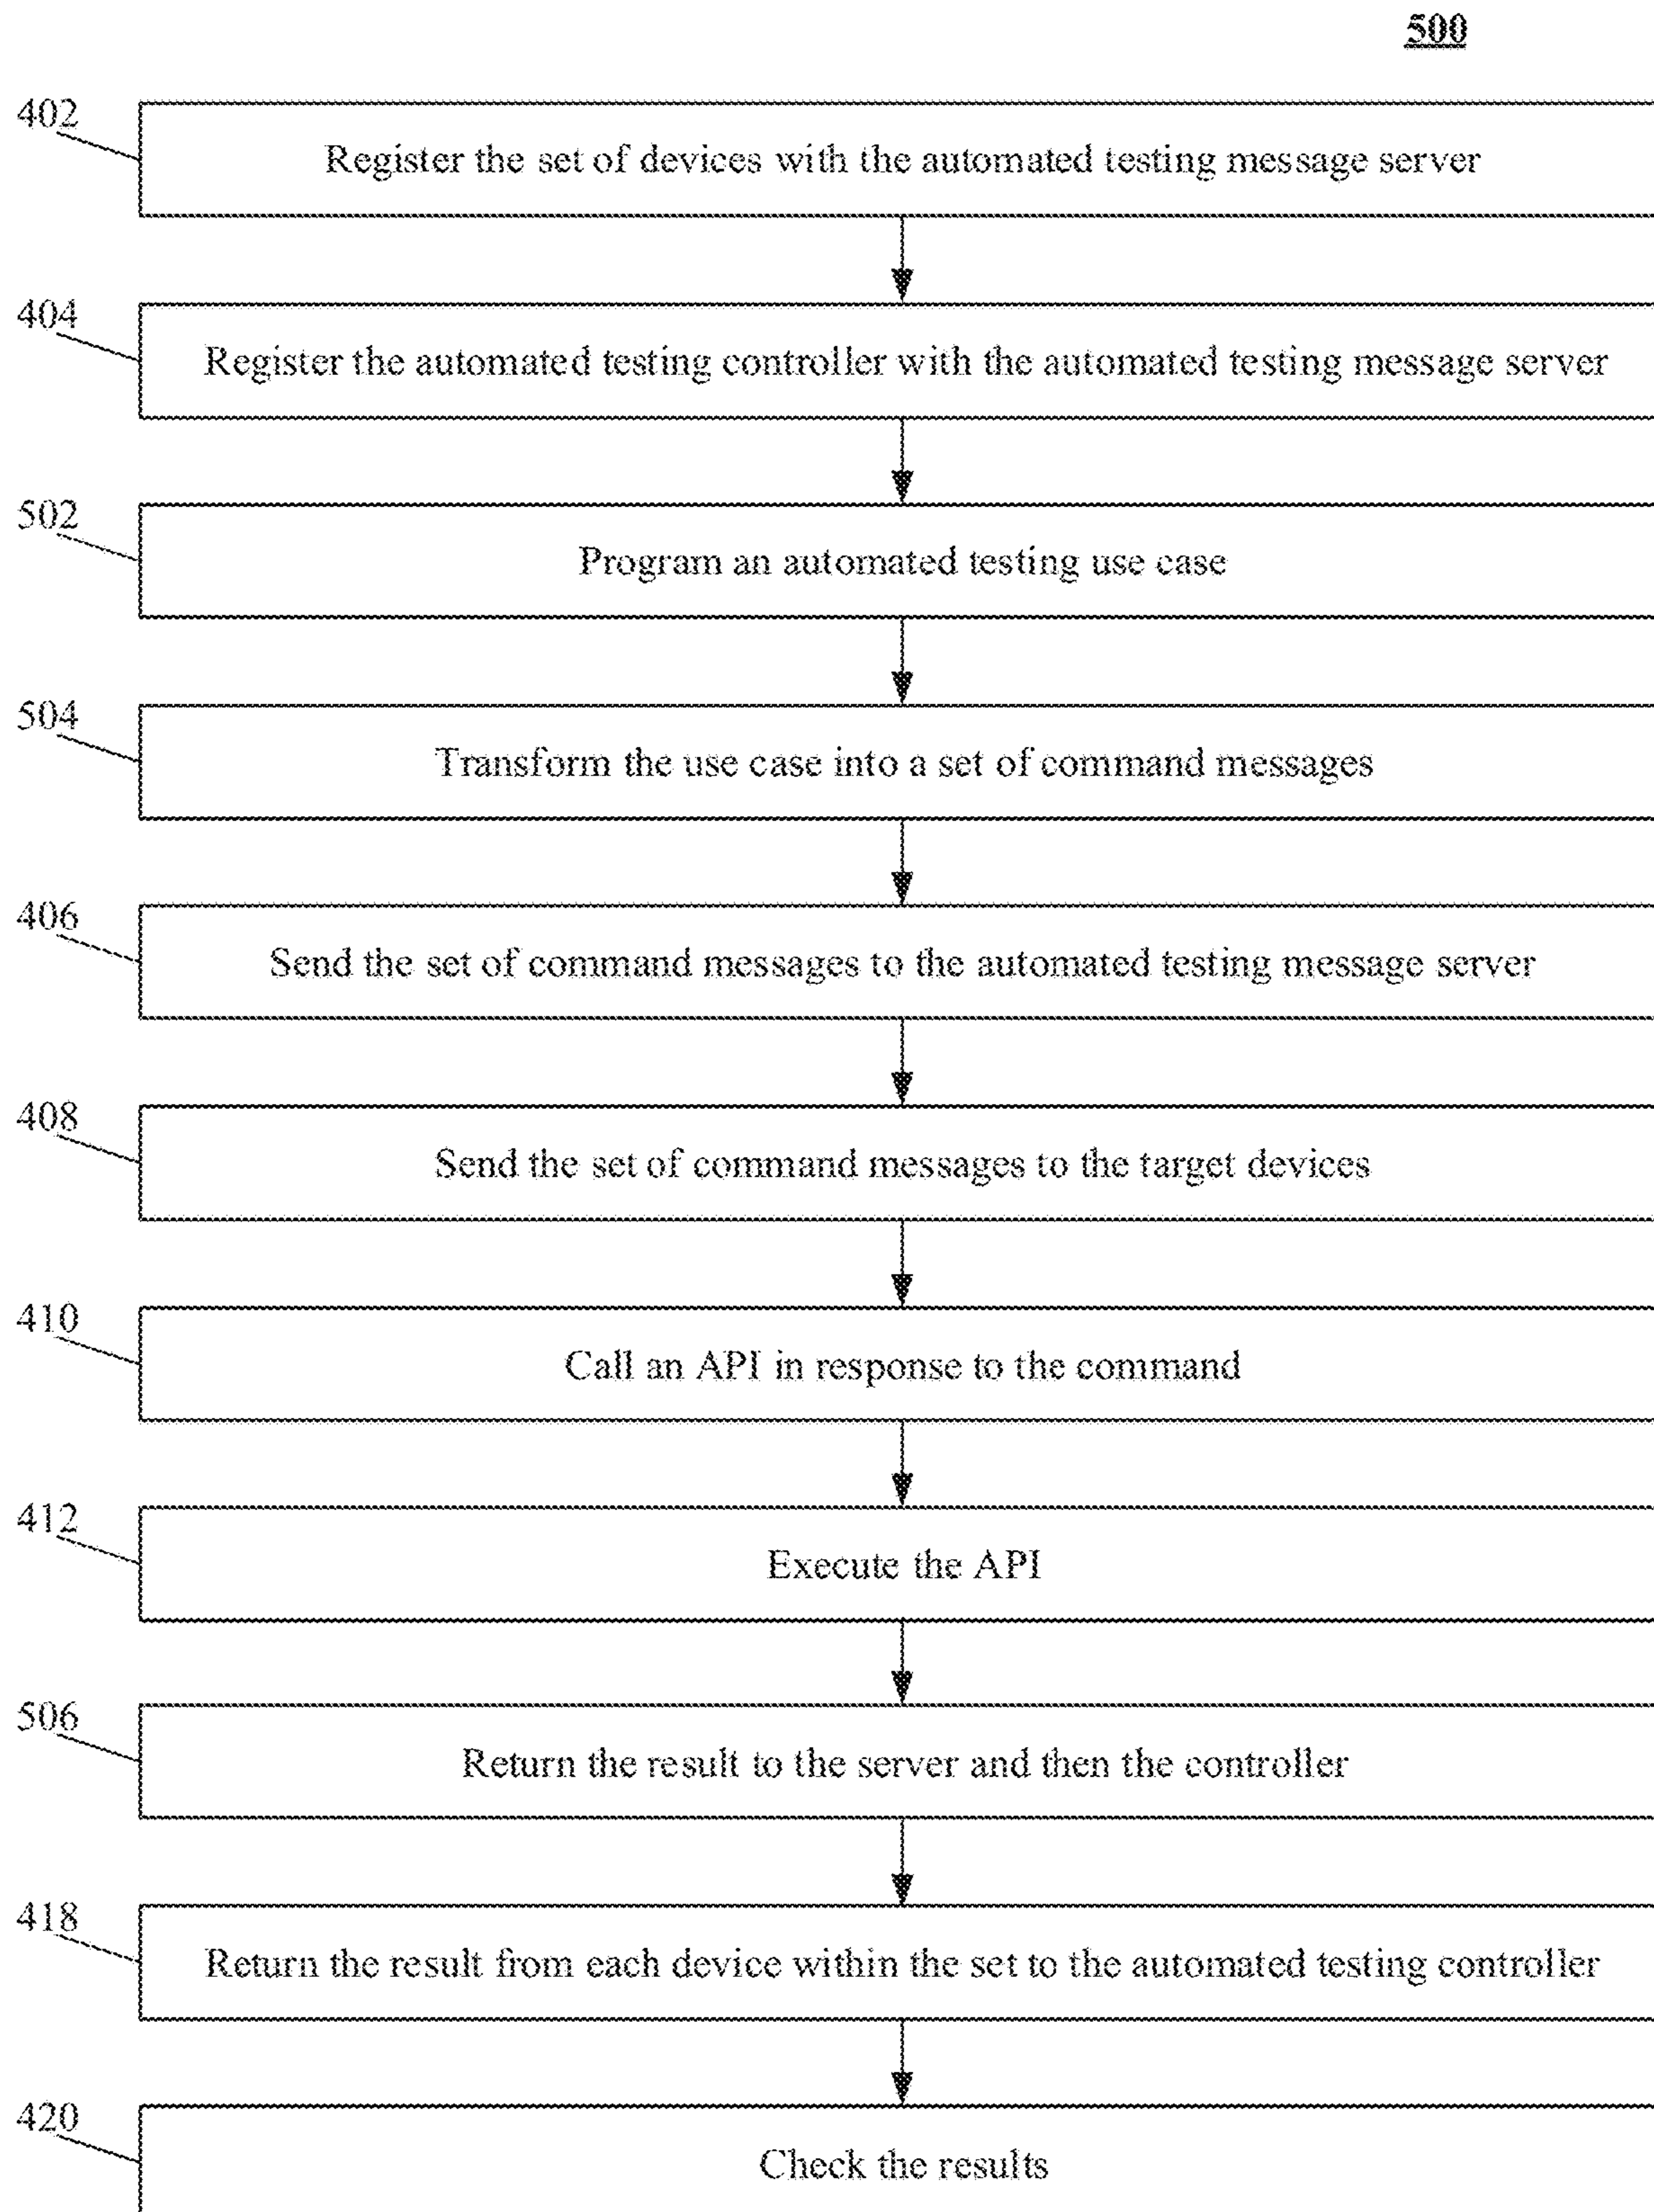 500
402
Register the set of devices with the automated testing message server
404
Register the automated testing controller with the automated testing message server
502
Program an automated testing use case
504
Transform the use case into a set of command messages
406
Send the set of command messages to the automated testing message server
408
Send the set of command messages to the target devices
410
Call an API in response to the command
412
Execute the API
506
Return the result to the server and then the controller
418
Return the result from each device within the set to the automated testing controller
420
Check the results